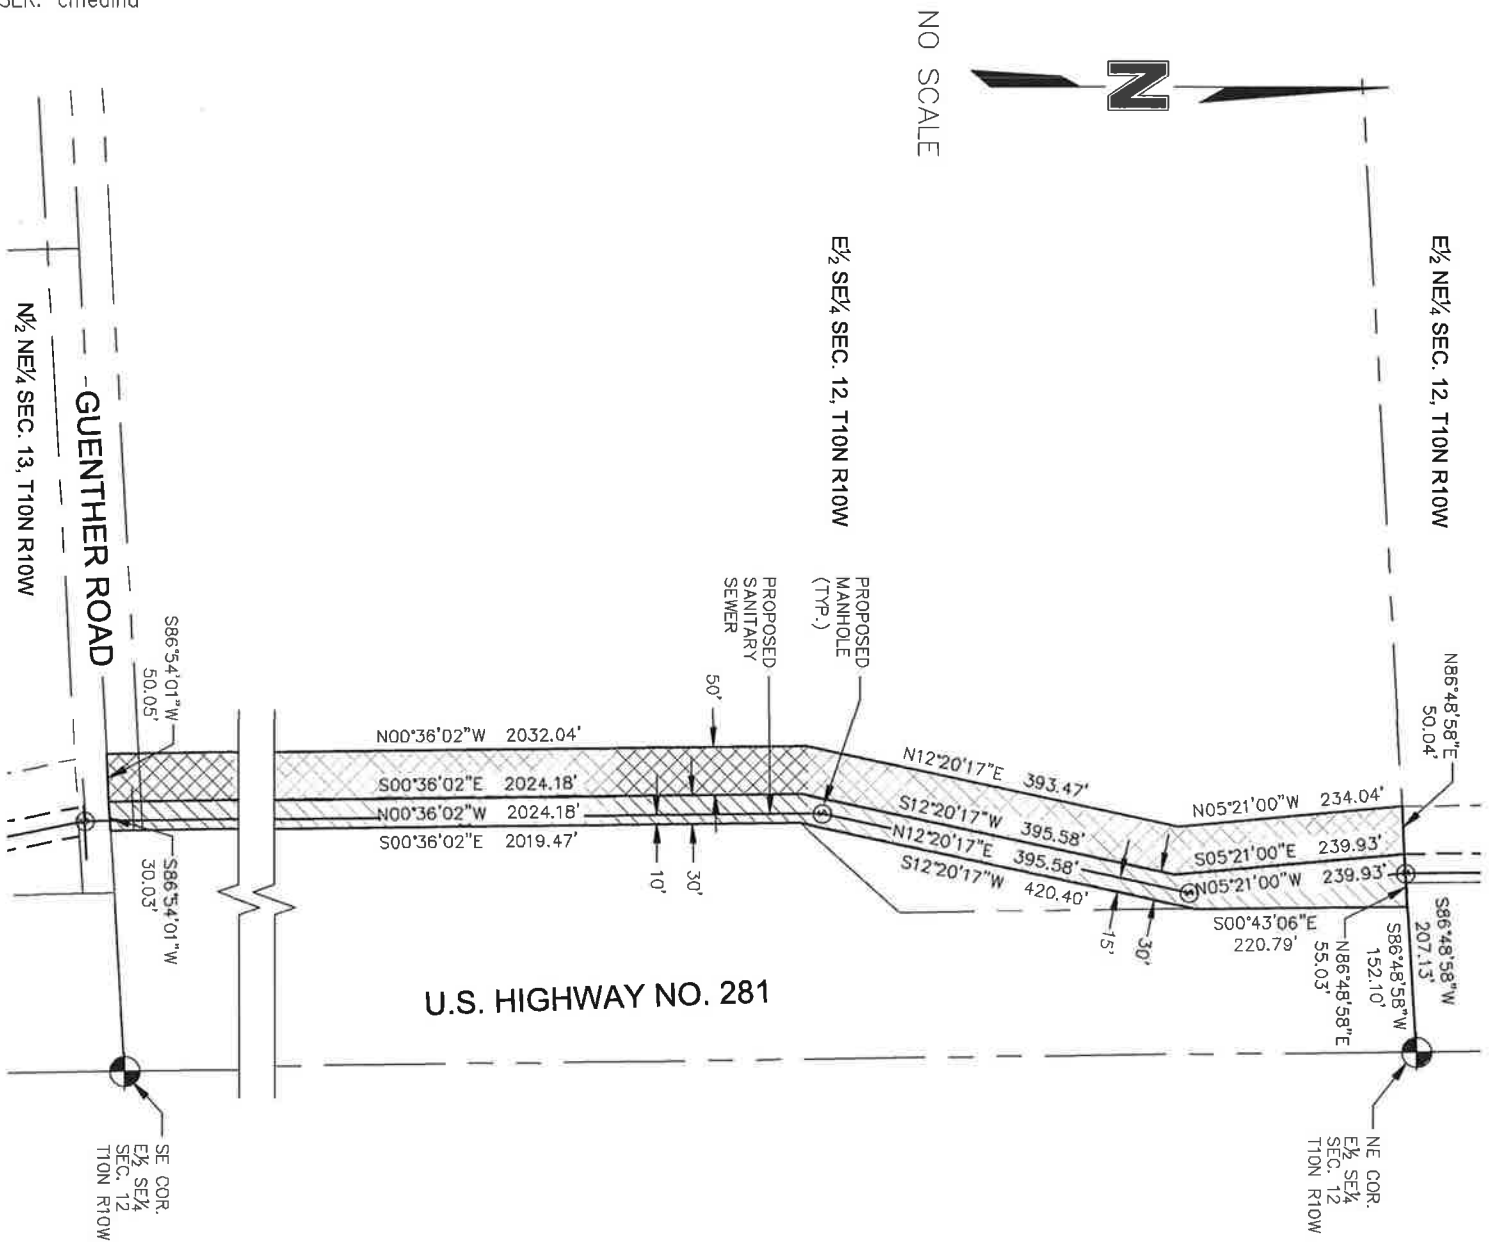 NO SCALE
N
E½ NE¼ SEC. 12, T10N R10W
E½ SE¼ SEC. 12, T10N R10W
N½ NE¼ SEC. 13, T10N R10W
GUENTHER ROAD
U.S. HIGHWAY NO. 281
PROPOSED
MANHOLE
(TYP.)
PROPOSED
SANITARY
SEWER
N86°48'58"E
50.04'
S86°54'01"W
50.05'
S86°54'01"W
30.03'
N00°36'02"W 2032.04'
S00°36'02"E 2024.18'
N00°36'02"W 2024.18'
S00°36'02"E 2019.47'
50'
10'
30'
N12°20'17"E 393.47'
S12°20'17"W 395.58'
N12°20'17"E 395.58'
S12°20'17"W 420.40'
15'
30'
N05°21'00"W 234.04'
S05°21'00"E 239.93'
N05°21'00"W 239.93'
S00°43'06"E
220.79'
N86°48'58"E
55.03'
S86°48'58"W
152.10'
S86°48'58"W
207.13'
S
S
S
S
SE COR.
E½ SE¼
SEC. 12
T10N R10W
NE COR.
E½ SE¼
SEC. 12
T10N R10W